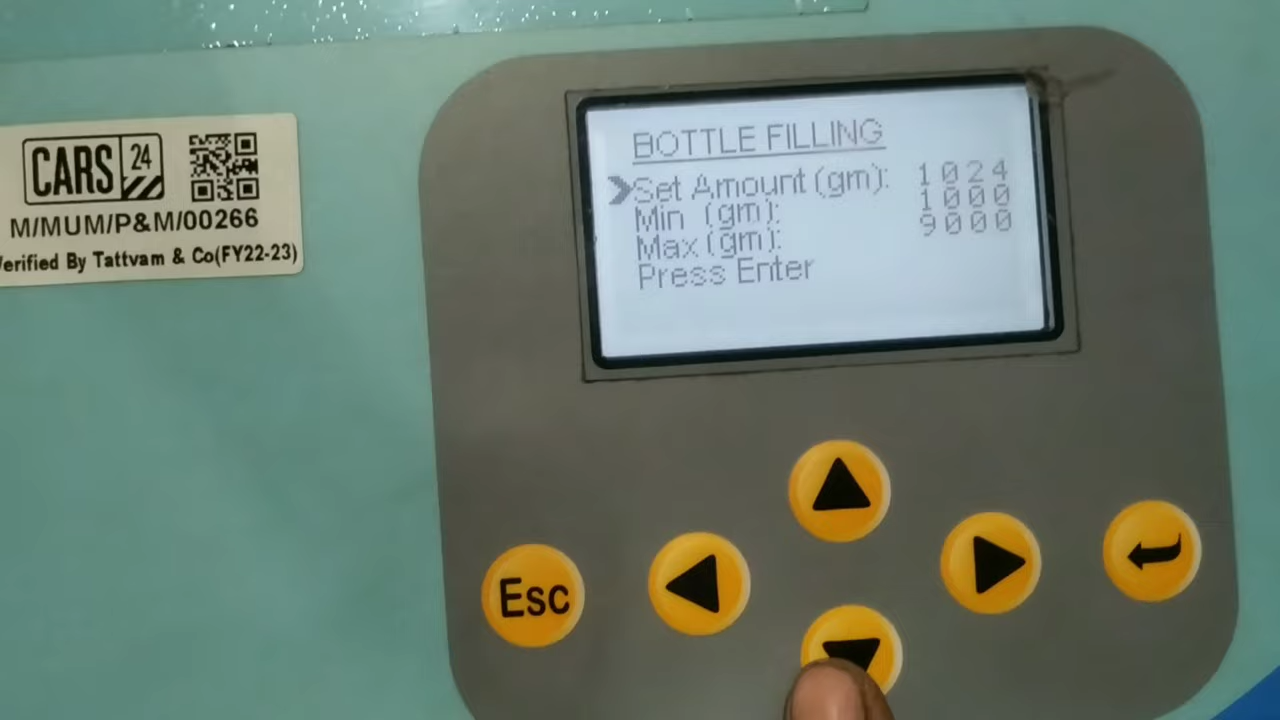 CARS 24
M/MUM/P&M/00266
Verified By Tattvam & Co(FY22-23)
BOTTLE FILLING
Set Amount (gm): 1024
Min (gm): 1000
Max (gm): 9000
Press Enter
Esc